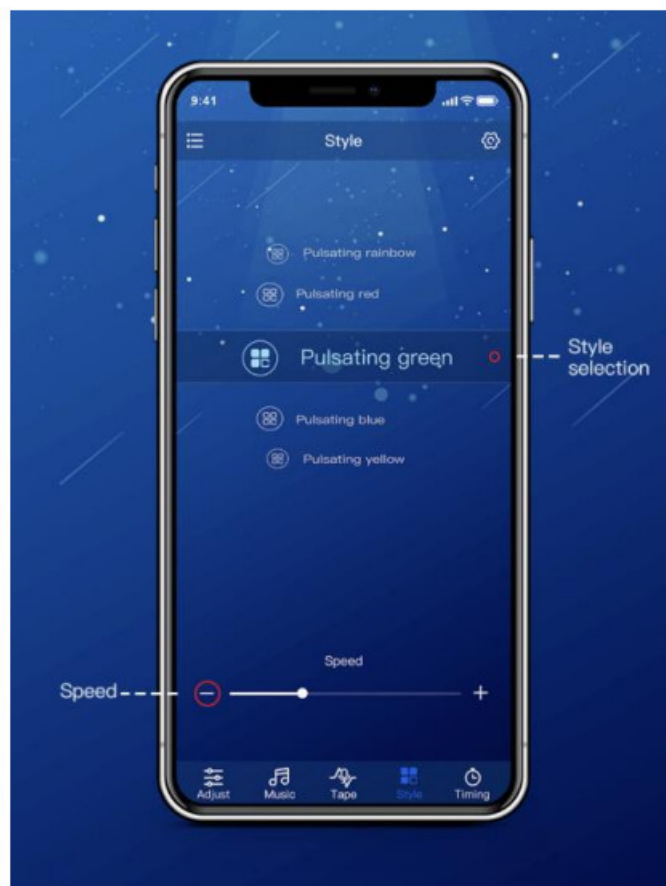 9:41
Style
Pulsating rainbow
Pulsating red
Pulsating green
Style
selection
Pulsating blue
Pulsating yellow
Speed
Speed
Adjust
Music
Tape
Style
Timing